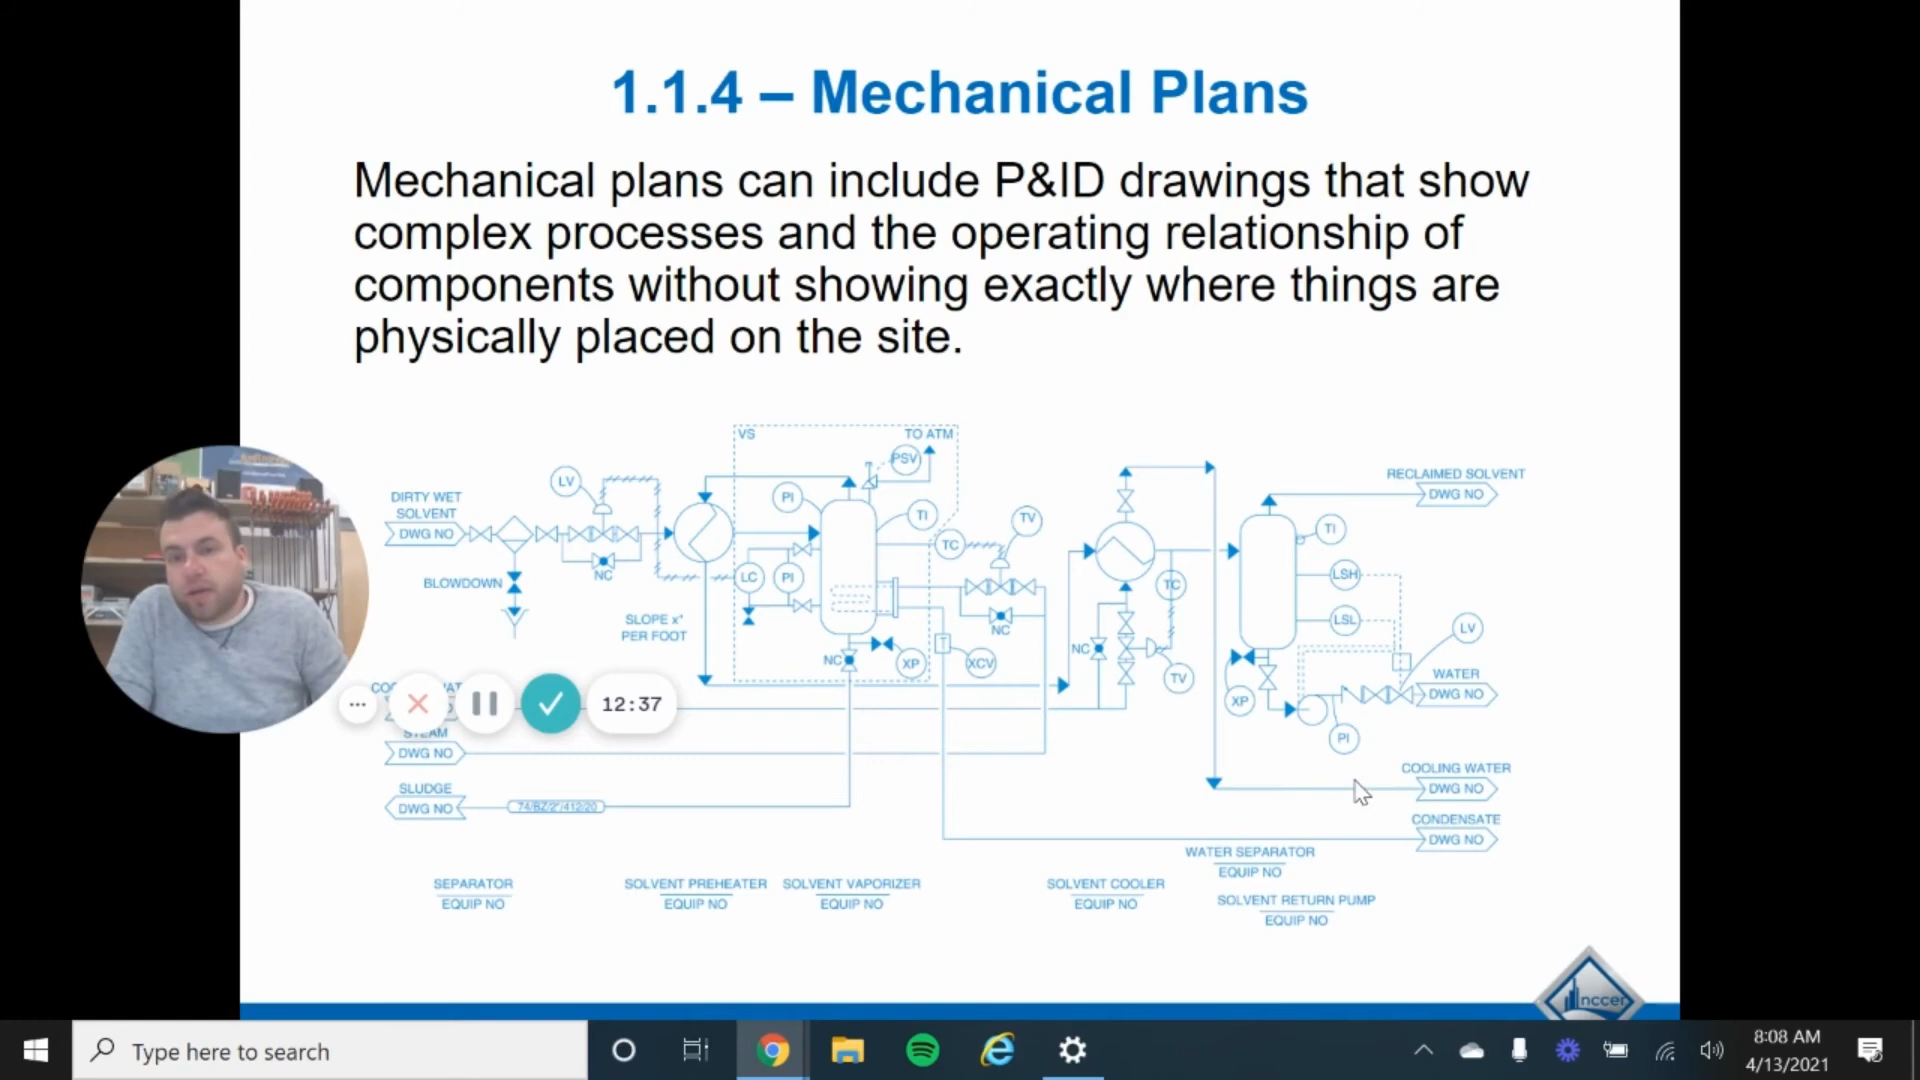 1.1.4 – Mechanical Plans
Mechanical plans can include P&ID drawings that show
complex processes and the operating relationship of
components without showing exactly where things are
physically placed on the site.
VS
TO ATM
PSV
LV
PI
TI
TC
TV
DIRTY WET
SOLVENT
DWG NO
BLOWDOWN
NC
LC
PI
SLOPE x"
PER FOOT
NC
XP
XCV
T
NC
NC
TC
TV
RECLAIMED SOLVENT
DWG NO
TI
LSH
LSL
LV
WATER
DWG NO
XP
PI
12:37
STEAM
DWG NO
SLUDGE
DWG NO
74/BZ/2"/412/20
COOLING WATER
DWG NO
CONDENSATE
DWG NO
WATER SEPARATOR
EQUIP NO
SEPARATOR
EQUIP NO
SOLVENT PREHEATER
EQUIP NO
SOLVENT VAPORIZER
EQUIP NO
SOLVENT COOLER
EQUIP NO
SOLVENT RETURN PUMP
EQUIP NO
nccer
Type here to search
8:08 AM
4/13/2021